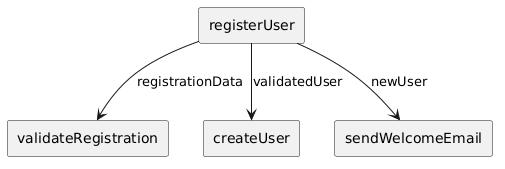 registerUser
registrationData
validatedUser
newUser
validateRegistration
createUser
sendWelcomeEmail